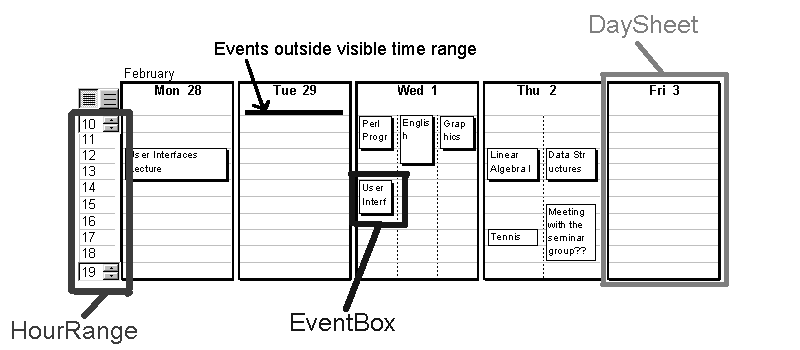 DaySheet
Events outside visible time range
February
Mon 28
Tue 29
Wed 1
Thu 2
Fri 3
10
11
12
13
14
15
16
17
18
19
User Interfaces
Lecture
Perl
Progr
Englis
h
Grap
hics
User
Interf
Linear
Algebra I
Data Str
uctures
Tennis
Meeting
with the
seminar
group??
HourRange
EventBox